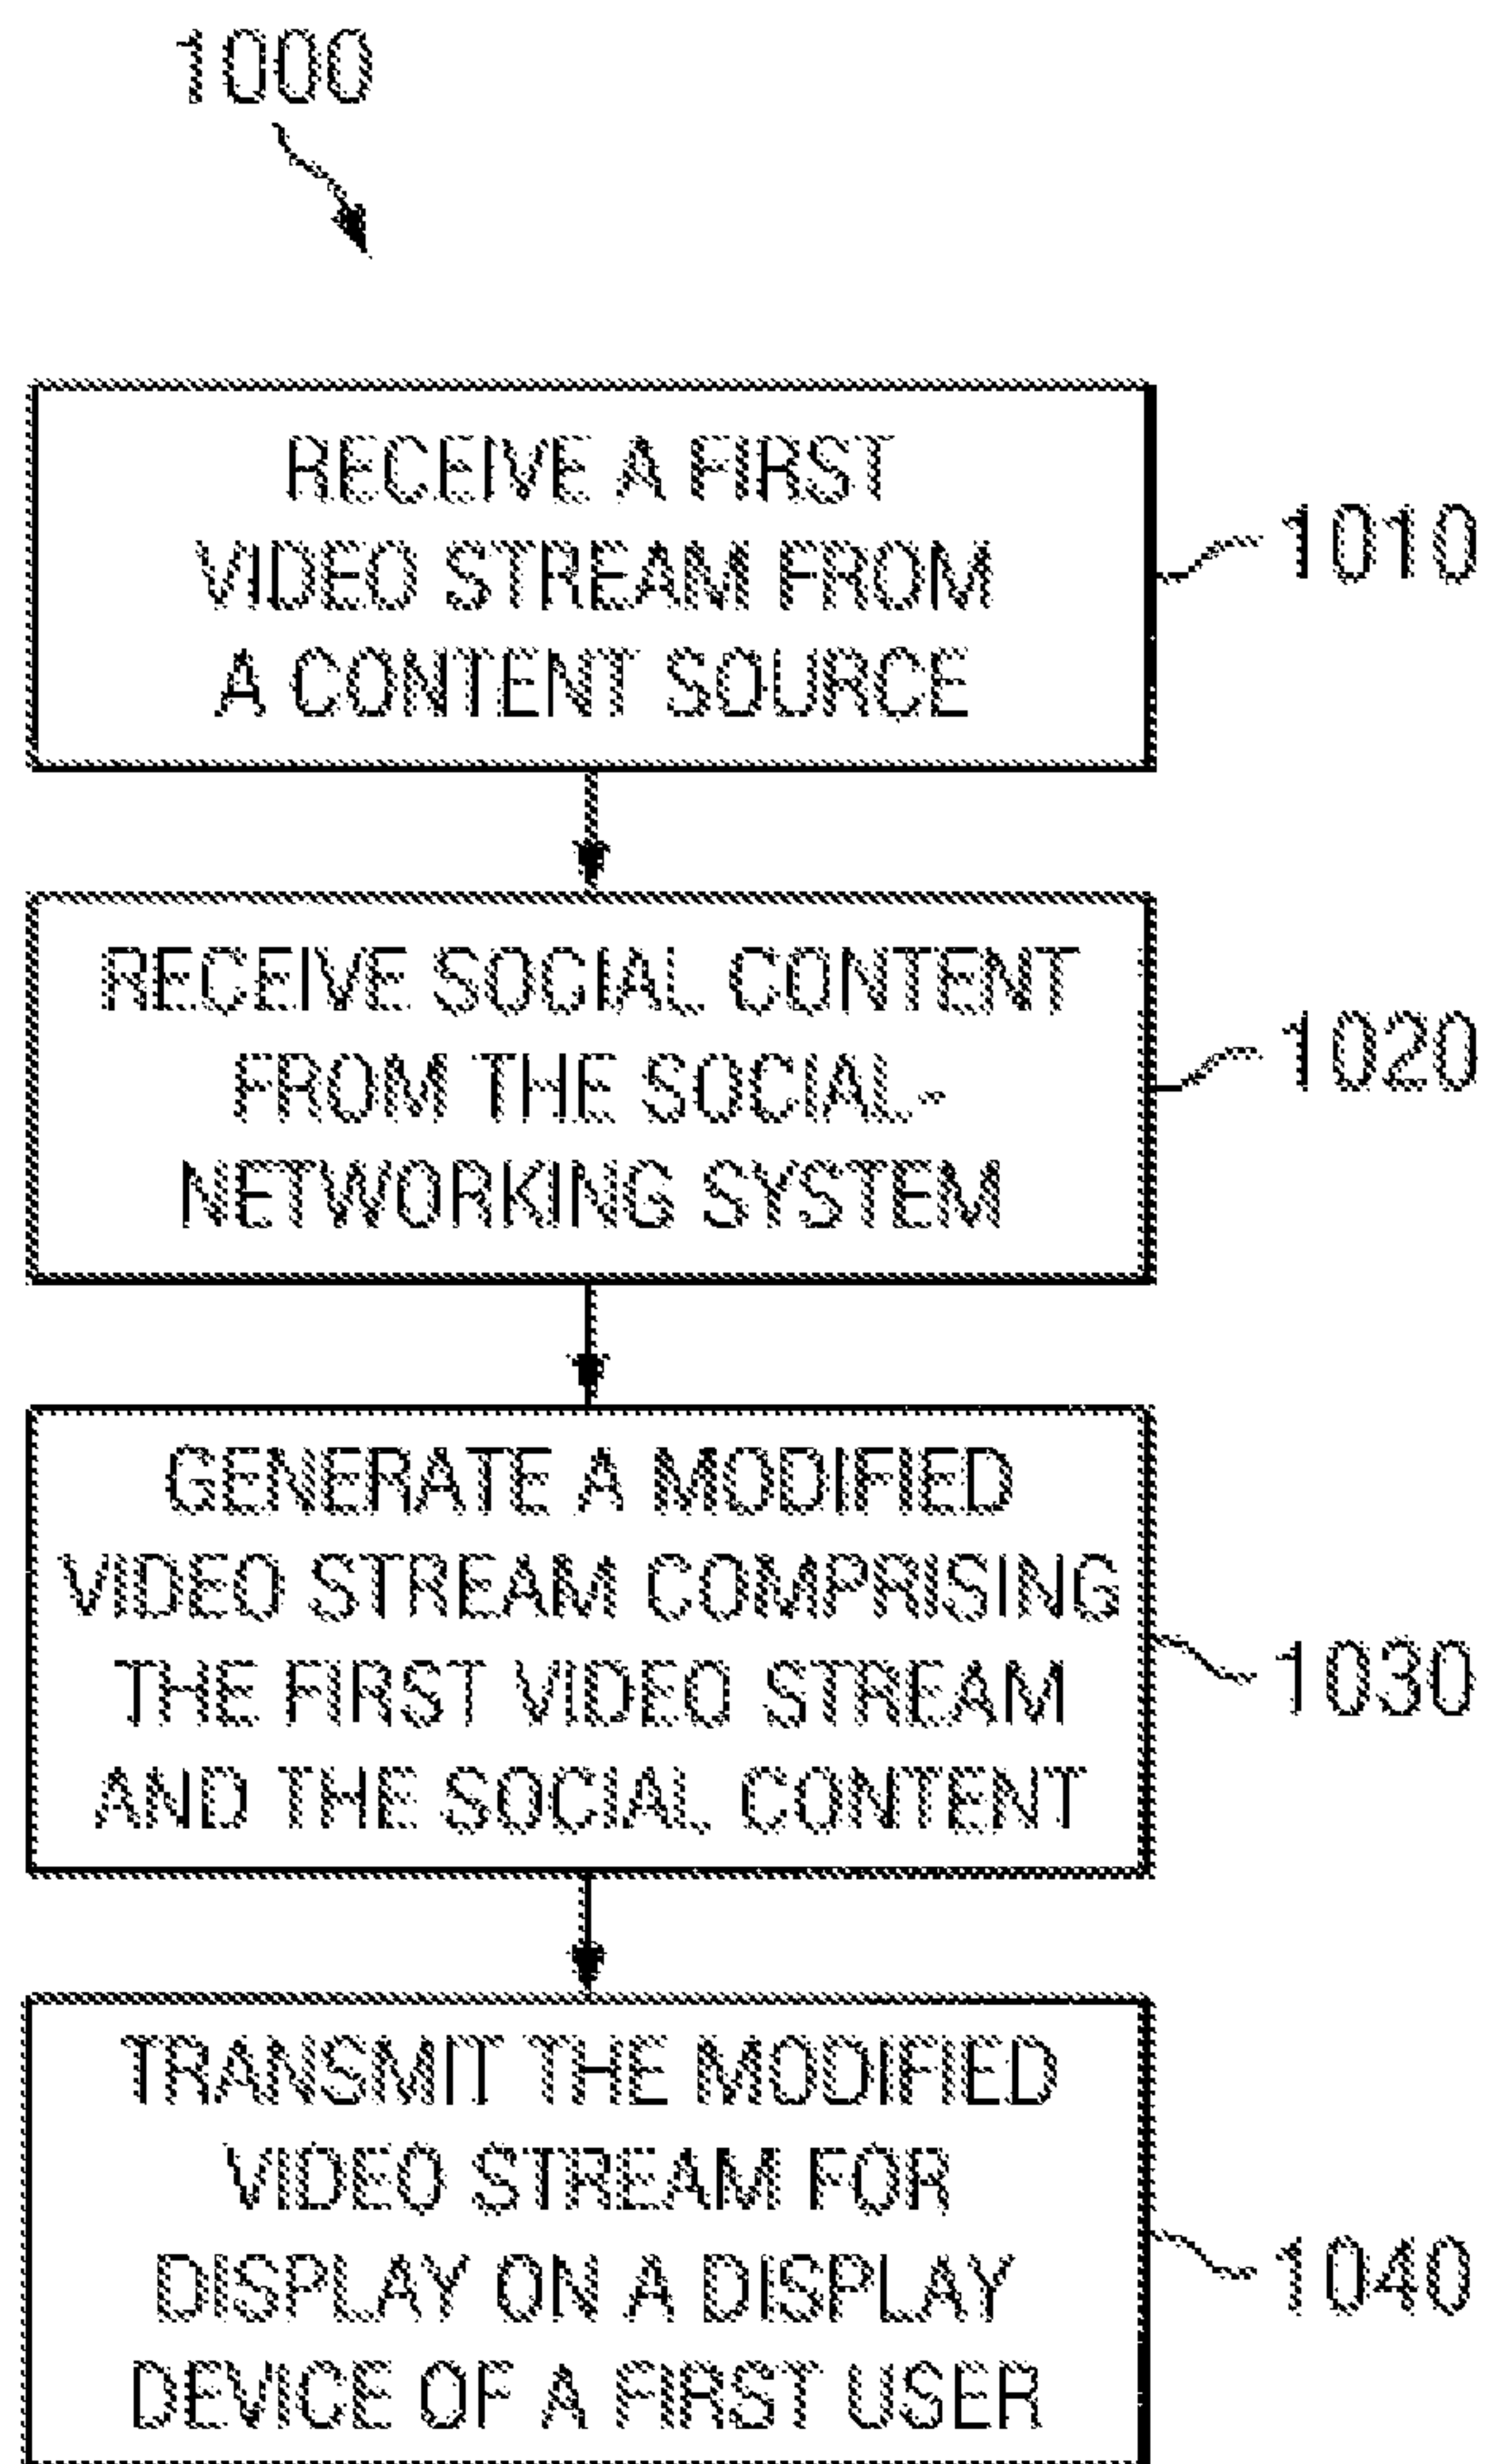 1000
RECEIVE A FIRST
VIDEO STREAM FROM
A CONTENT SOURCE
1010
RECEIVE SOCIAL CONTENT
FROM THE SOCIAL-
NETWORKING SYSTEM
1020
GENERATE A MODIFIED
VIDEO STREAM COMPRISING
THE FIRST VIDEO STREAM
AND THE SOCIAL CONTENT
1030
TRANSMIT THE MODIFIED
VIDEO STREAM FOR
DISPLAY ON A DISPLAY
DEVICE OF A FIRST USER
1040